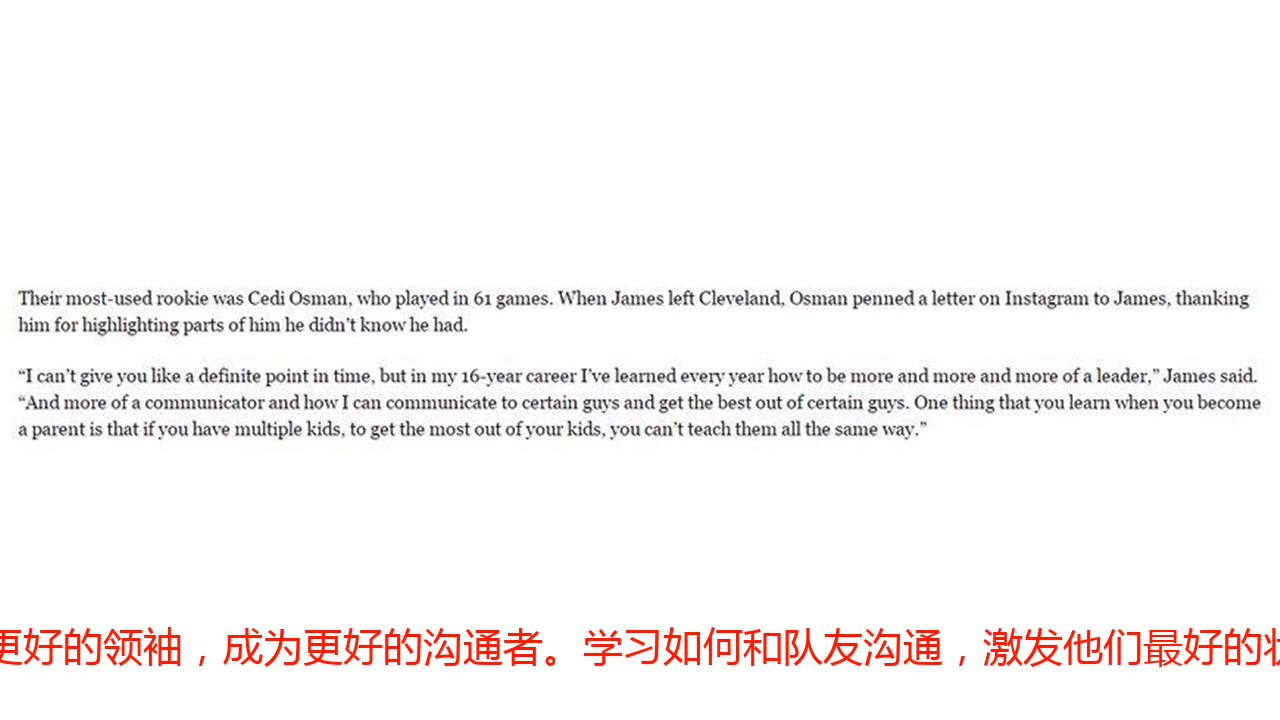 Their most-used rookie was Cedi Osman, who played in 61 games. When James left Cleveland, Osman penned a letter on Instagram to James, thanking
him for highlighting parts of him he didn’t know he had.
“I can’t give you like a definite point in time, but in my 16-year career I’ve learned every year how to be more and more and more of a leader,” James said.
“And more of a communicator and how I can communicate to certain guys and get the best out of certain guys. One thing that you learn when you become
a parent is that if you have multiple kids, to get the most out of your kids, you can’t teach them all the same way.”
更好的领袖，成为更好的沟通者。学习如何和队友沟通，激发他们最好的